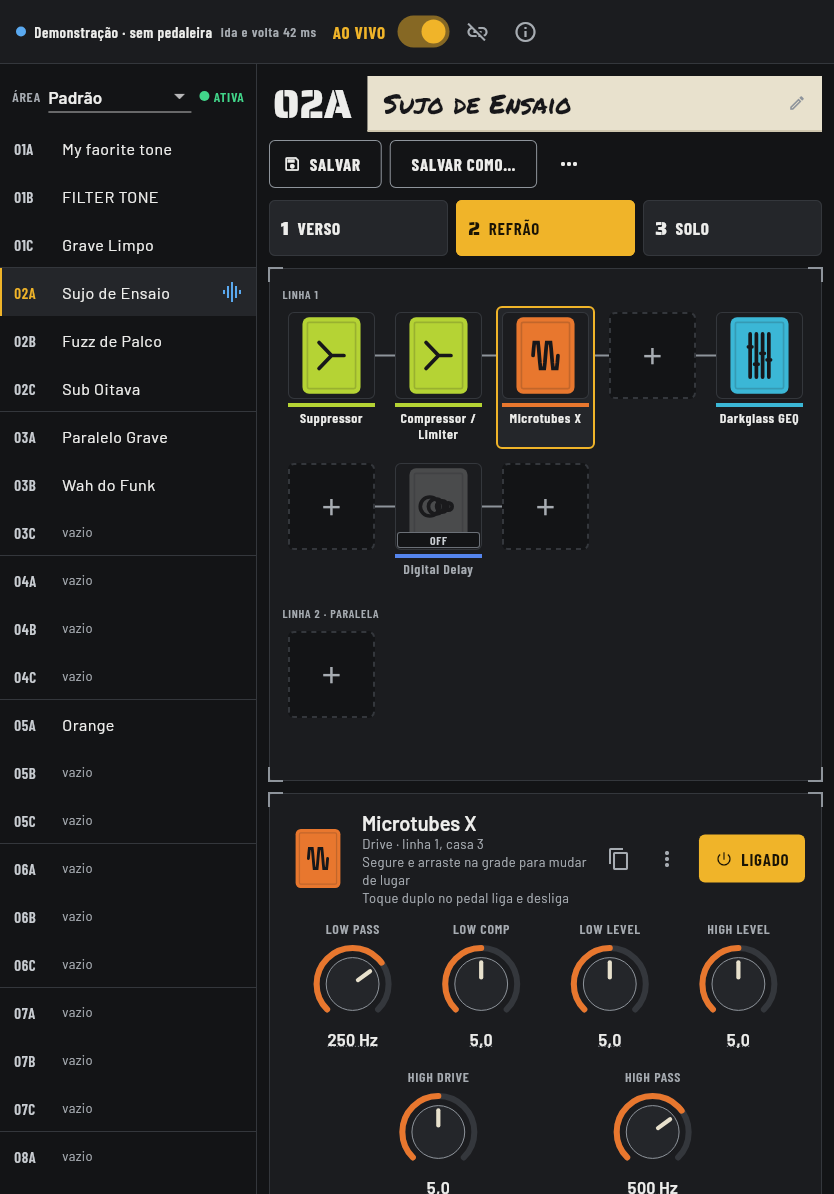 Demonstração · sem pedaleira Ida e volta 42 ms AO VIVO
ÁREA Padrão ATIVA
01A My faorite tone
01B FILTER TONE
01C Grave Limpo
02A Sujo de Ensaio
02B Fuzz de Palco
02C Sub Oitava
03A Paralelo Grave
03B Wah do Funk
03C vazio
04A vazio
04B vazio
04C vazio
05A Orange
05B vazio
05C vazio
06A vazio
06B vazio
06C vazio
07A vazio
07B vazio
07C vazio
08A vazio
02A Sujo de Ensaio
SALVAR SALVAR COMO...
1 VERSO 2 REFRÃO 3 SOLO
LINHA 1
Suppressor Compressor / Limiter Microtubes X Darkglass GEQ
OFF
Digital Delay
LINHA 2 · PARALELA
Microtubes X
Drive · linha 1, casa 3
Segure e arraste na grade para mudar
de lugar
Toque duplo no pedal liga e desliga
LIGADO
LOW PASS LOW COMP LOW LEVEL HIGH LEVEL
250 Hz 5,0 5,0 5,0
HIGH DRIVE HIGH PASS
5,0 500 Hz